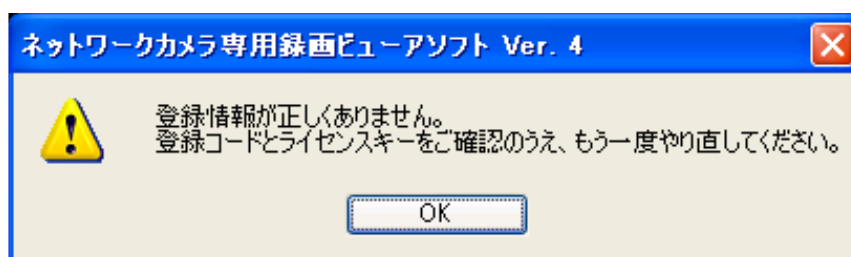 ネットワークカメラ専用録画ビューアソフト Ver. 4
登録情報が正しくありません。
登録コードとライセンスキーをご確認のうえ、もう一度やり直してください。
OK